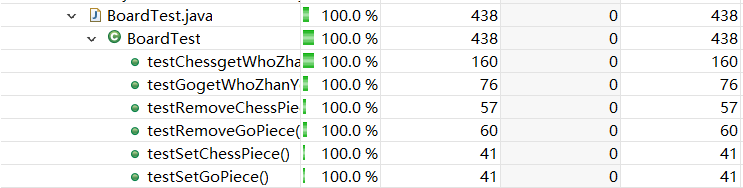 BoardTest.java 100.0 % 438 0 438
BoardTest 100.0 % 438 0 438
testChessgetWhoZha 100.0 % 160 0 160
testGogetWhoZhanY 100.0 % 76 0 76
testRemoveChessPie 100.0 % 57 0 57
testRemoveGoPiece( 100.0 % 60 0 60
testSetChessPiece() 100.0 % 41 0 41
testSetGoPiece() 100.0 % 41 0 41